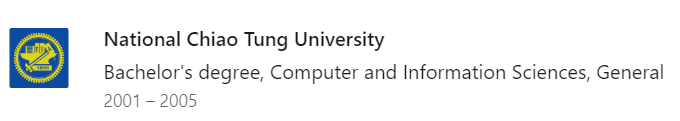 National Chiao Tung University
Bachelor's degree, Computer and Information Sciences, General
2001 – 2005